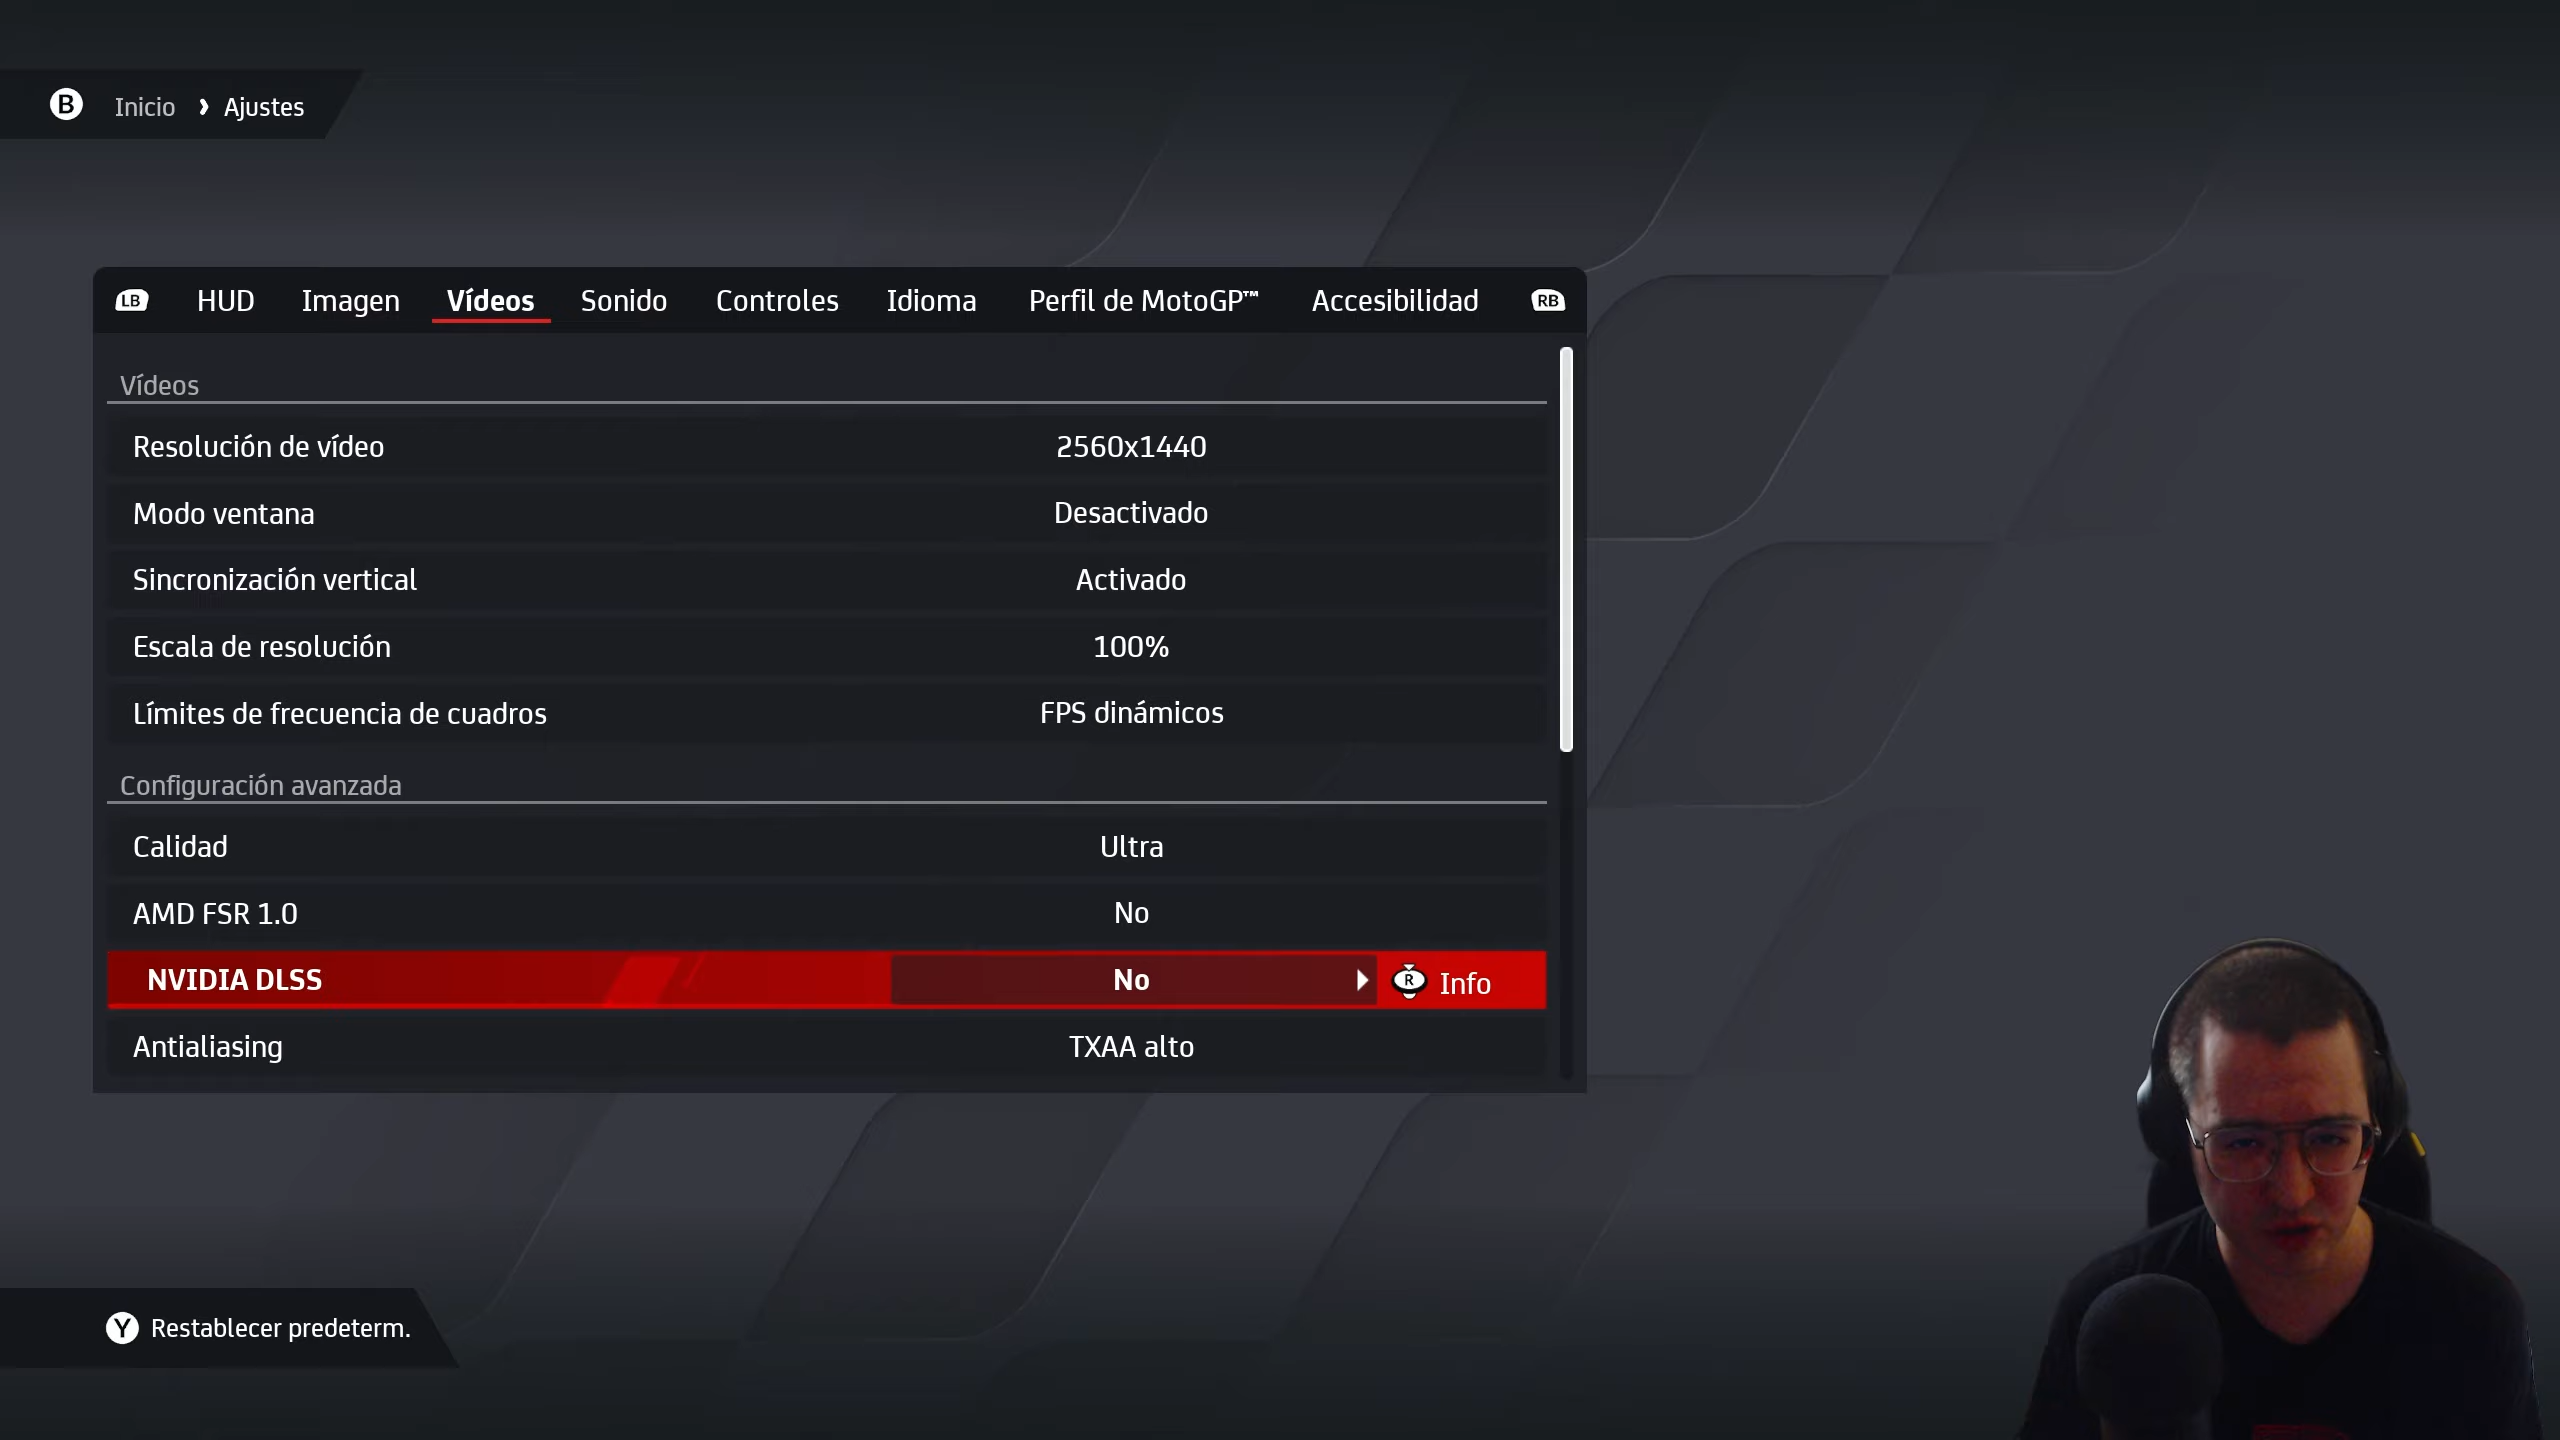 B Inicio › Ajustes
LB HUD Imagen Vídeos Sonido Controles Idioma Perfil de MotoGP™ Accesibilidad RB
Vídeos
Resolución de vídeo 2560x1440
Modo ventana Desactivado
Sincronización vertical Activado
Escala de resolución 100%
Límites de frecuencia de cuadros FPS dinámicos
Configuración avanzada
Calidad Ultra
AMD FSR 1.0 No
NVIDIA DLSS No R Info
Antialiasing TXAA alto
Y Restablecer predeterm.